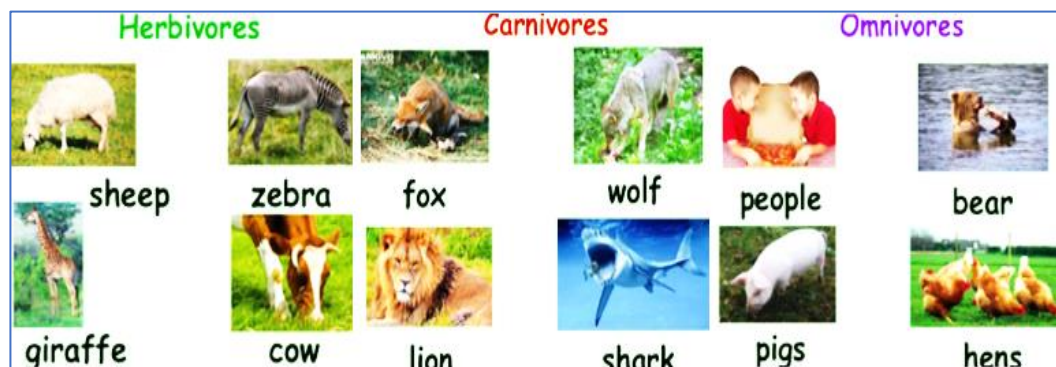 Herbivores Carnivores Omnivores
sheep zebra fox wolf people bear
giraffe cow lion shark pigs hens